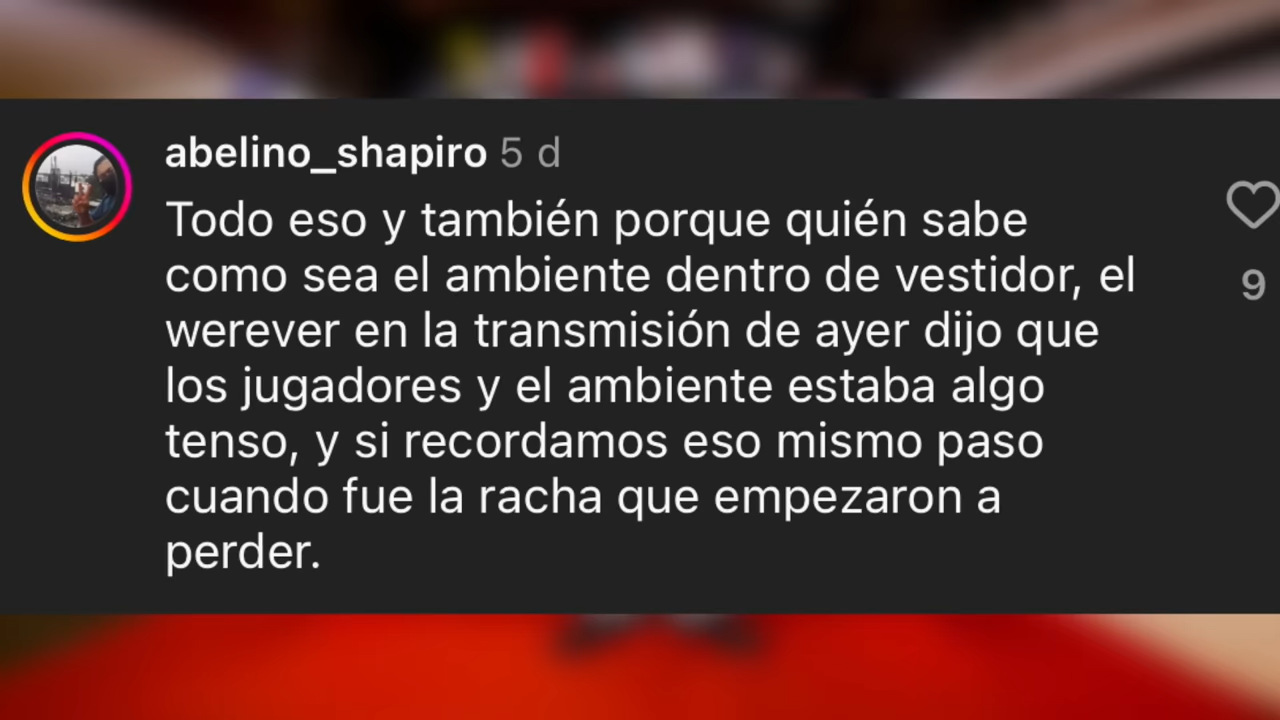 abelino_shapiro 5 d
Todo eso y también porque quién sabe
como sea el ambiente dentro de vestidor, el
werever en la transmisión de ayer dijo que
los jugadores y el ambiente estaba algo
tenso, y si recordamos eso mismo paso
cuando fue la racha que empezaron a
perder.
9